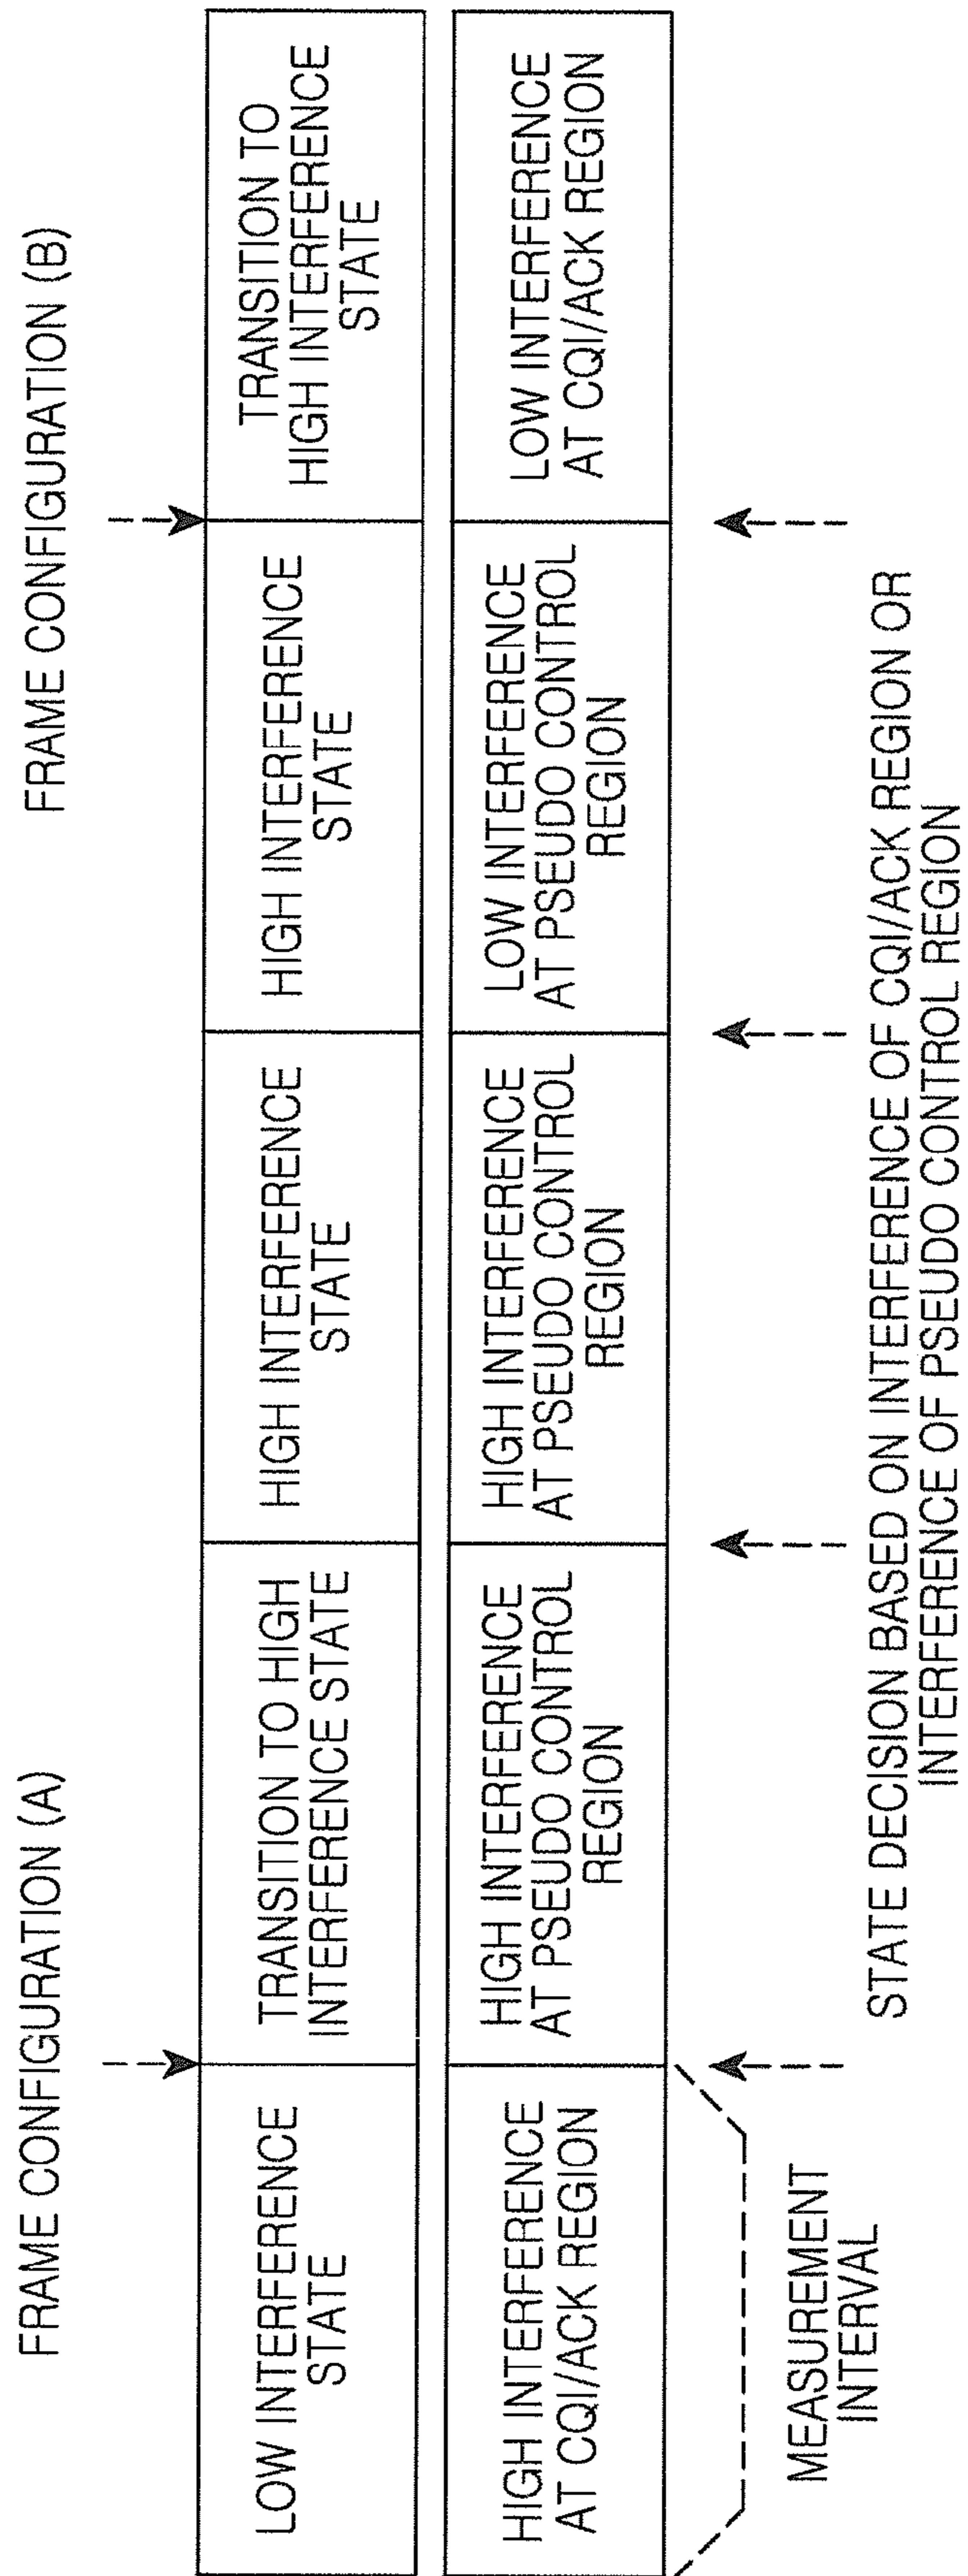 FRAME CONFIGURATION (A)
FRAME CONFIGURATION (B)
LOW INTERFERENCE
STATE
TRANSITION TO HIGH
INTERFERENCE STATE
HIGH INTERFERENCE
STATE
HIGH INTERFERENCE
STATE
TRANSITION TO
HIGH INTERFERENCE
STATE
HIGH INTERFERENCE
AT CQI/ACK REGION
HIGH INTERFERENCE
AT PSEUDO CONTROL
REGION
HIGH INTERFERENCE
AT PSEUDO CONTROL
REGION
LOW INTERFERENCE
AT PSEUDO CONTROL
REGION
LOW INTERFERENCE
AT CQI/ACK REGION
MEASUREMENT
INTERVAL
STATE DECISION BASED ON INTERFERENCE OF CQI/ACK REGION OR
INTERFERENCE OF PSEUDO CONTROL REGION